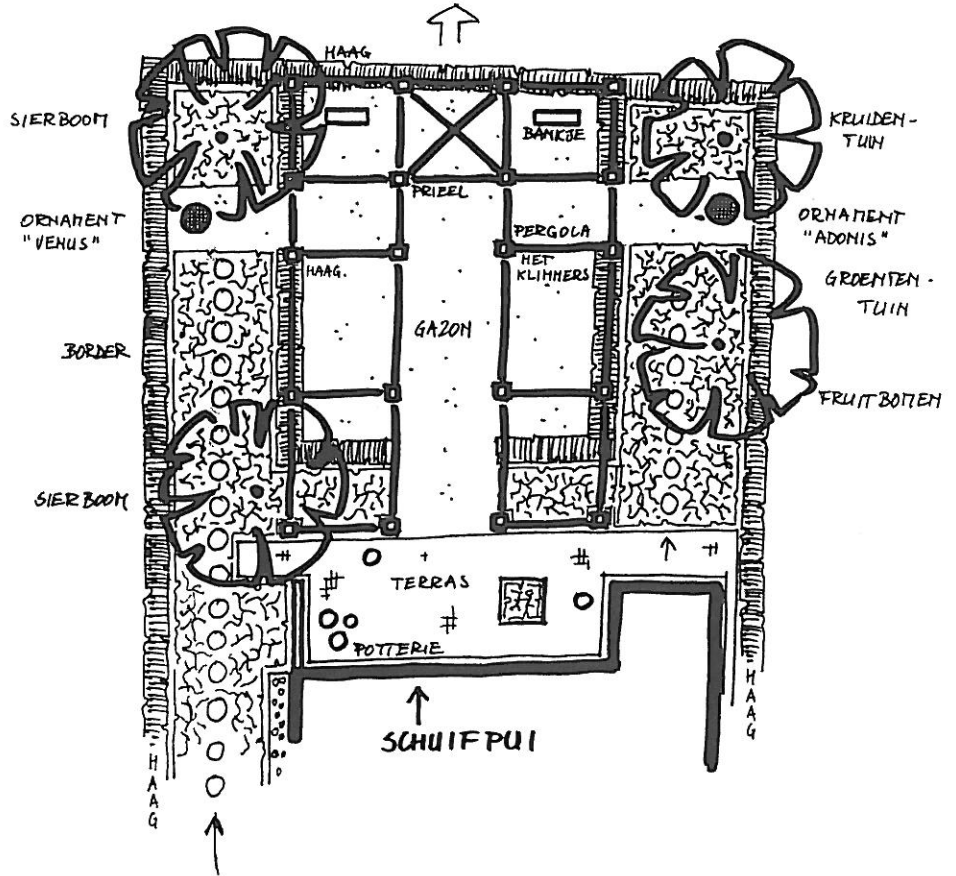 HAAG
SIERBOOM
BANKJE
KRUIDEN-
TUIN
PRIEEL
ORNAMENT
"VENUS"
PERGOLA
MET
KLIMMERS
ORNAMENT
"ADONIS"
HAAG.
GROENTEN-
TUIN
GAZON
BORDER
FRUITBOMEN
SIERBOOM
TERRAS
POTTERIE
SCHUIFPUI
HAAG
HAAG